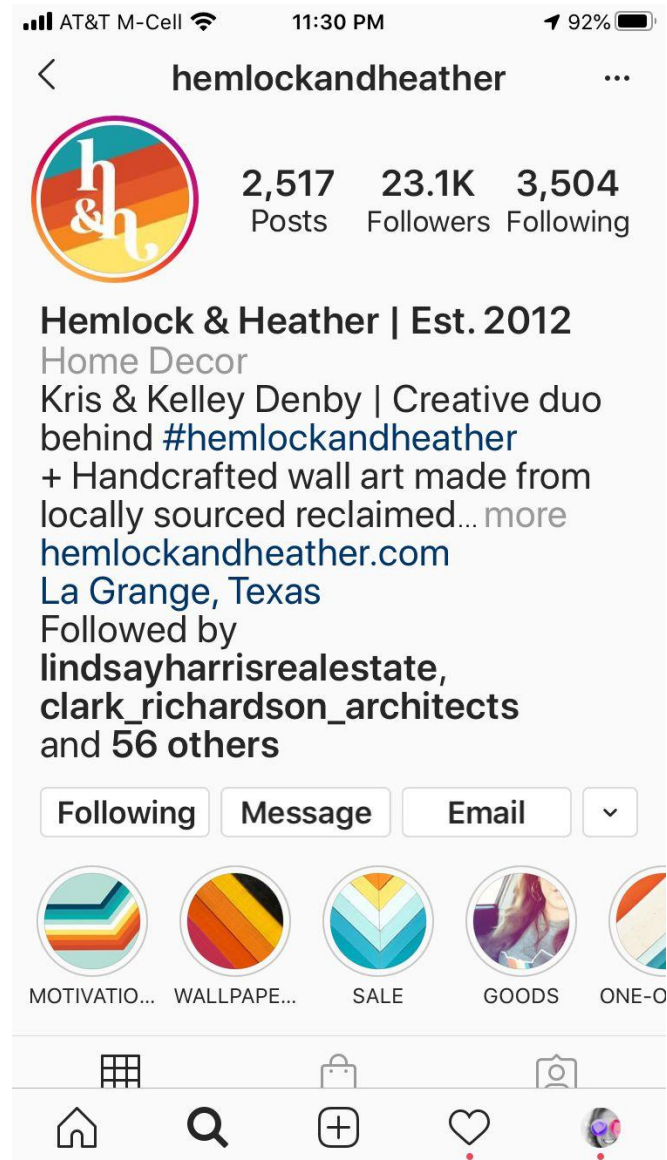 AT&T M-Cell 11:30 PM 92%
hemlockandheather
h
&h
2,517 23.1K 3,504
Posts Followers Following
Hemlock & Heather | Est. 2012
Home Decor
Kris & Kelley Denby | Creative duo
behind #hemlockandheather
+ Handcrafted wall art made from
locally sourced reclaimed... more
hemlockandheather.com
La Grange, Texas
Followed by
lindsayharrisrealestate,
clark_richardson_architects
and 56 others
Following Message Email
MOTIVATIO... WALLPAPE... SALE GOODS ONE-O